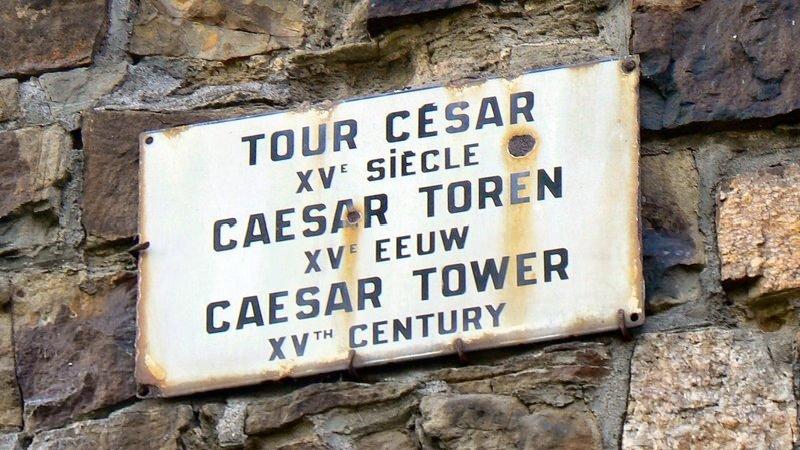 TOUR CÉSAR
XVE SIÈCLE
CAESAR TOREN
XVE EEUW
CAESAR TOWER
XVTH CENTURY